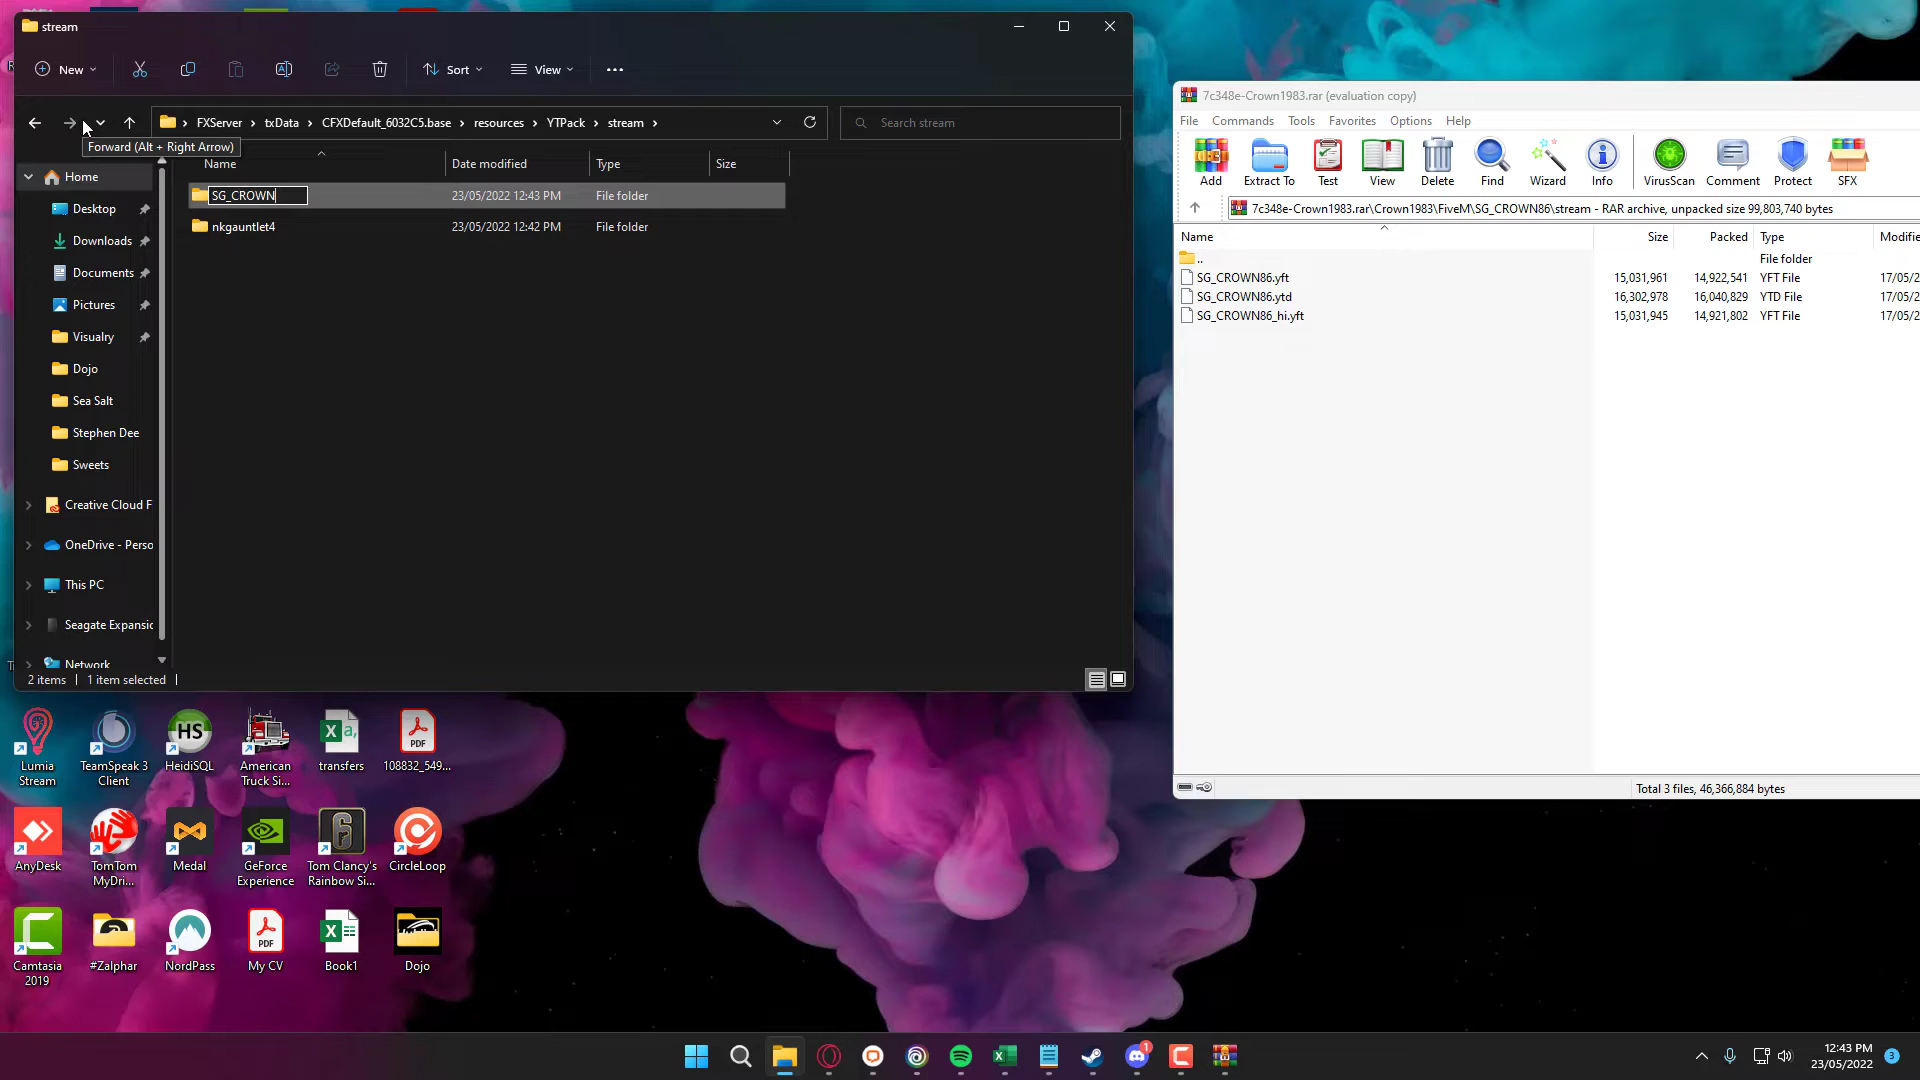 stream
New
Sort
View
FXServer > txData > CFXDefault_6032C5.base > resources > YTPack > stream >
Search stream
Forward (Alt + Right Arrow)
Name
Date modified
Type
Size
SG_CROWN
23/05/2022 12:43 PM
File folder
nkgauntlet4
23/05/2022 12:42 PM
File folder
Home
Desktop
Downloads
Documents
Pictures
Visualry
Dojo
Sea Salt
Stephen Dee
Sweets
Creative Cloud F
OneDrive - Perso
This PC
Seagate Expansic
Network
2 items
1 item selected
7c348e-Crown1983.rar (evaluation copy)
File Commands Tools Favorites Options Help
Add Extract To Test View Delete Find Wizard Info VirusScan Comment Protect SFX
7c348e-Crown1983.rar\Crown1983\FiveM\SG_CROWN86\stream - RAR archive, unpacked size 99,803,740 bytes
Name Size Packed Type Modifie
.. File folder
SG_CROWN86.yft 15,031,961 14,922,541 YFT File 17/05/2
SG_CROWN86.ytd 16,302,978 16,040,829 YTD File 17/05/2
SG_CROWN86_hi.yft 15,031,945 14,921,802 YFT File 17/05/2
Total 3 files, 46,366,884 bytes
Lumia Stream
TeamSpeak 3 Client
HS
HeidiSQL
American Truck Si...
transfers
PDF
108832_549...
AnyDesk
TomTom MyDri...
Medal
GeForce Experience
Tom Clancy's Rainbow Si...
CircleLoop
Camtasia 2019
#Zalphar
NordPass
PDF
My CV
Book1
Dojo
1
12:43 PM
23/05/2022
3